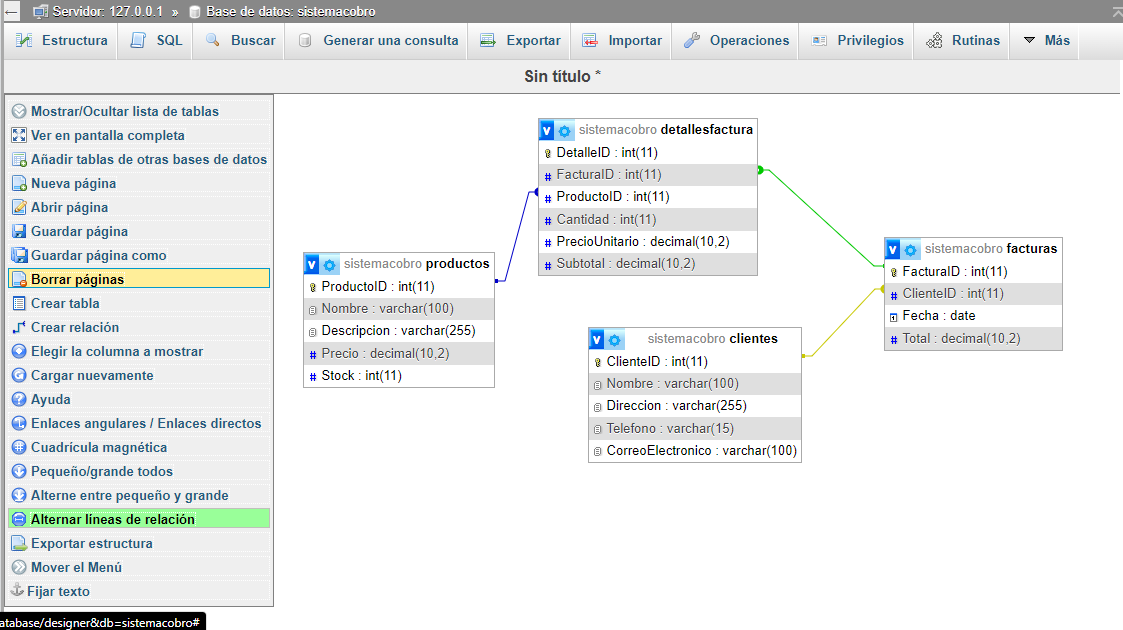 Servidor: 127.0.0.1 » Base de datos: sistemacobro
Estructura SQL Buscar Generar una consulta Exportar Importar Operaciones Privilegios Rutinas Más
Sin título *
Mostrar/Ocultar lista de tablas
Ver en pantalla completa
Añadir tablas de otras bases de datos
Nueva página
Abrir página
Guardar página
Guardar página como
Borrar páginas
Crear tabla
Crear relación
Elegir la columna a mostrar
Cargar nuevamente
Ayuda
Enlaces angulares / Enlaces directos
Cuadrícula magnética
Pequeño/grande todos
Alterne entre pequeño y grande
Alternar líneas de relación
Exportar estructura
Mover el Menú
Fijar texto
atabase/designer&db=sistemacobro#
v sistemacobro detallesfactura
DetalleID : int(11)
# FacturaID : int(11)
# ProductoID : int(11)
# Cantidad : int(11)
# PrecioUnitario : decimal(10,2)
# Subtotal : decimal(10,2)
v sistemacobro productos
ProductoID : int(11)
Nombre : varchar(100)
Descripcion : varchar(255)
# Precio : decimal(10,2)
# Stock : int(11)
v sistemacobro clientes
ClienteID : int(11)
Nombre : varchar(100)
Direccion : varchar(255)
Telefono : varchar(15)
CorreoElectronico : varchar(100)
v sistemacobro facturas
FacturaID : int(11)
# ClienteID : int(11)
Fecha : date
# Total : decimal(10,2)